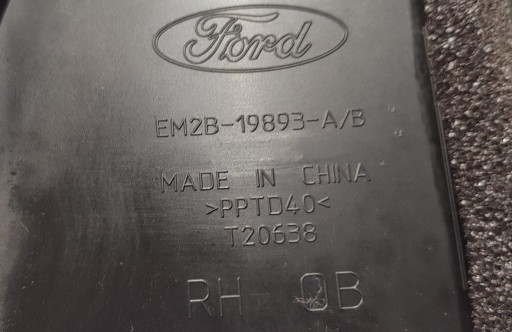 Ford
EM2B-19893-A/B
MADE IN CHINA
>PPTD40<
T20638
RH OB